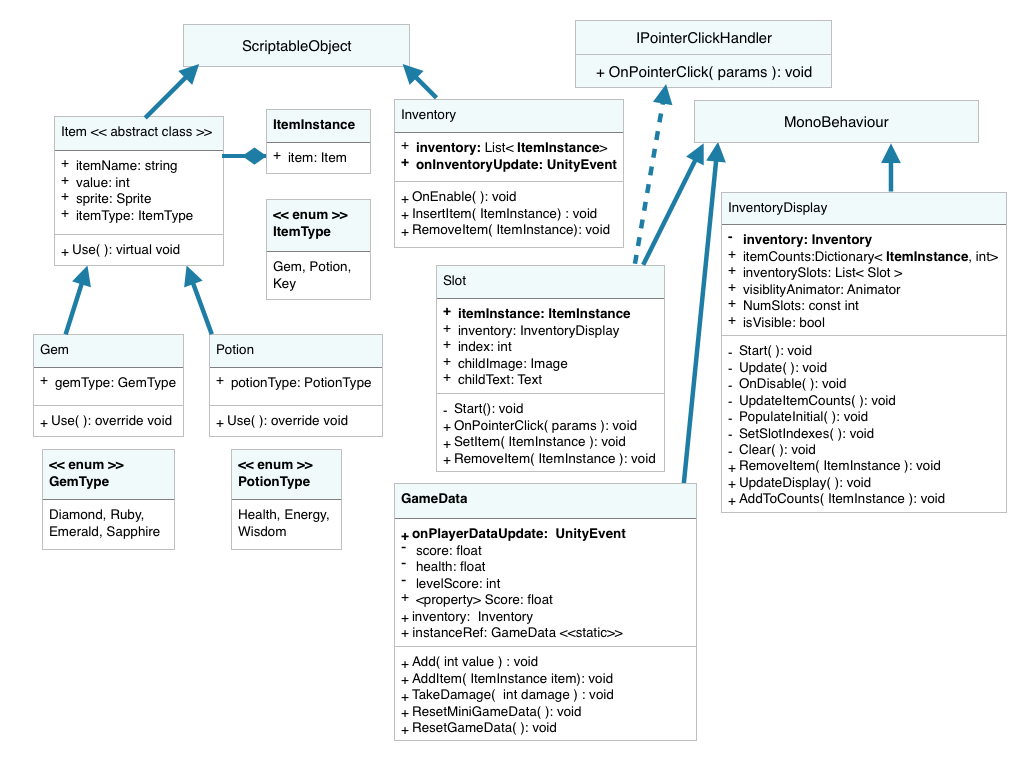 ScriptableObject
IPointerClickHandler
+ OnPointerClick( params ): void
MonoBehaviour
Item << abstract class >>
+ itemName: string
+ value: int
+ sprite: Sprite
+ itemType: ItemType
+ Use( ): virtual void
ItemInstance
+ item: Item
<< enum >>
ItemType
Gem, Potion,
Key
Inventory
+ inventory: List< ItemInstance>
+ onInventoryUpdate: UnityEvent
+ OnEnable( ): void
+ InsertItem( ItemInstance) : void
+ RemoveItem( ItemInstance): void
InventoryDisplay
- inventory: Inventory
+ itemCounts:Dictionary< ItemInstance, int>
+ inventorySlots: List< Slot >
+ visiblityAnimator: Animator
+ NumSlots: const int
+ isVisible: bool
- Start( ): void
- Update( ): void
- OnDisable( ): void
- UpdateItemCounts( ): void
- PopulateInitial( ): void
- SetSlotIndexes( ): void
- Clear( ): void
+ RemoveItem( ItemInstance ): void
+ UpdateDisplay( ): void
+ AddToCounts( ItemInstance ): void
Slot
+ itemInstance: ItemInstance
+ inventory: InventoryDisplay
+ index: int
+ childImage: Image
+ childText: Text
- Start(): void
+ OnPointerClick( params ): void
+ SetItem( ItemInstance ): void
+ RemoveItem( ItemInstance ): void
Gem
+ gemType: GemType
+ Use( ): override void
Potion
+ potionType: PotionType
+ Use( ): override void
<< enum >>
GemType
Diamond, Ruby,
Emerald, Sapphire
<< enum >>
PotionType
Health, Energy,
Wisdom
GameData
+ onPlayerDataUpdate: UnityEvent
- score: float
- health: float
- levelScore: int
+ <property> Score: float
+ inventory: Inventory
+ instanceRef: GameData <<static>>
+ Add( int value ) : void
+ AddItem( ItemInstance item): void
+ TakeDamage( int damage ) : void
+ ResetMiniGameData( ): void
+ ResetGameData( ): void